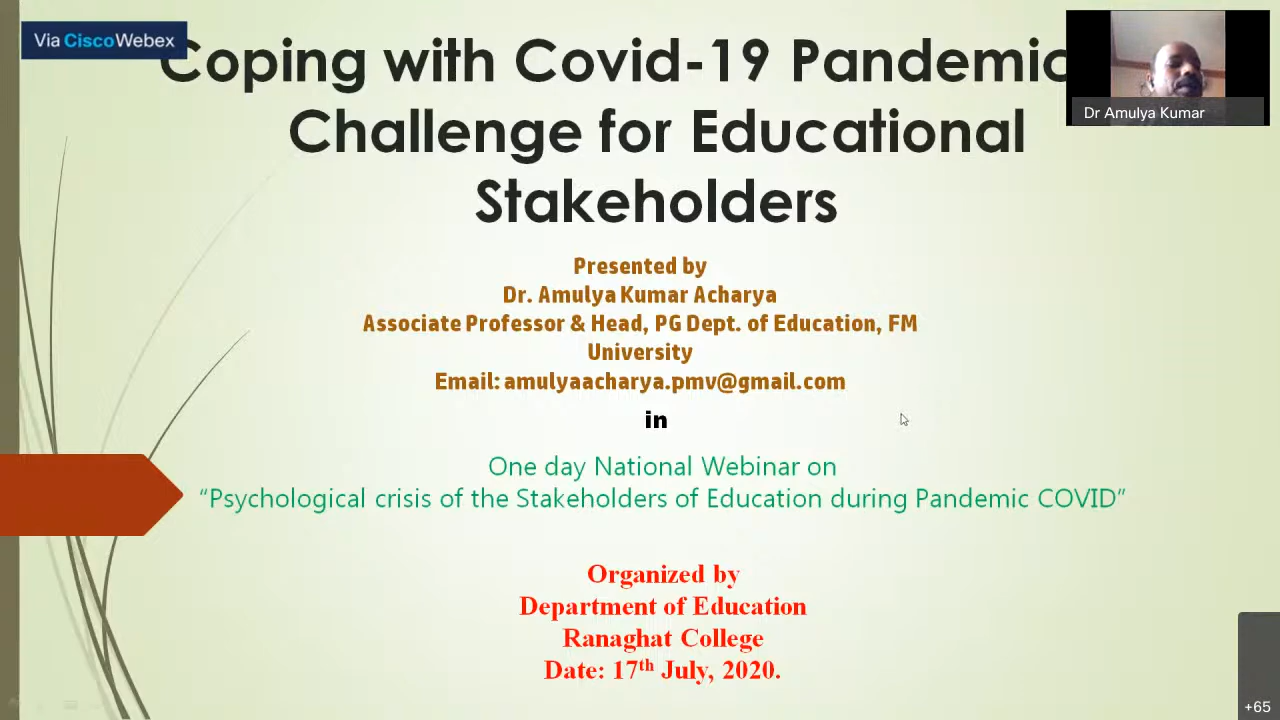 Via CiscoWebex
Coping with Covid-19 Pandemic
Challenge for Educational
Stakeholders
Dr Amulya Kumar
Presented by
Dr. Amulya Kumar Acharya
Associate Professor & Head, PG Dept. of Education, FM
University
Email: amulyaacharya.pmv@gmail.com
in
One day National Webinar on
“Psychological crisis of the Stakeholders of Education during Pandemic COVID”
Organized by
Department of Education
Ranaghat College
Date: 17th July, 2020.
+65